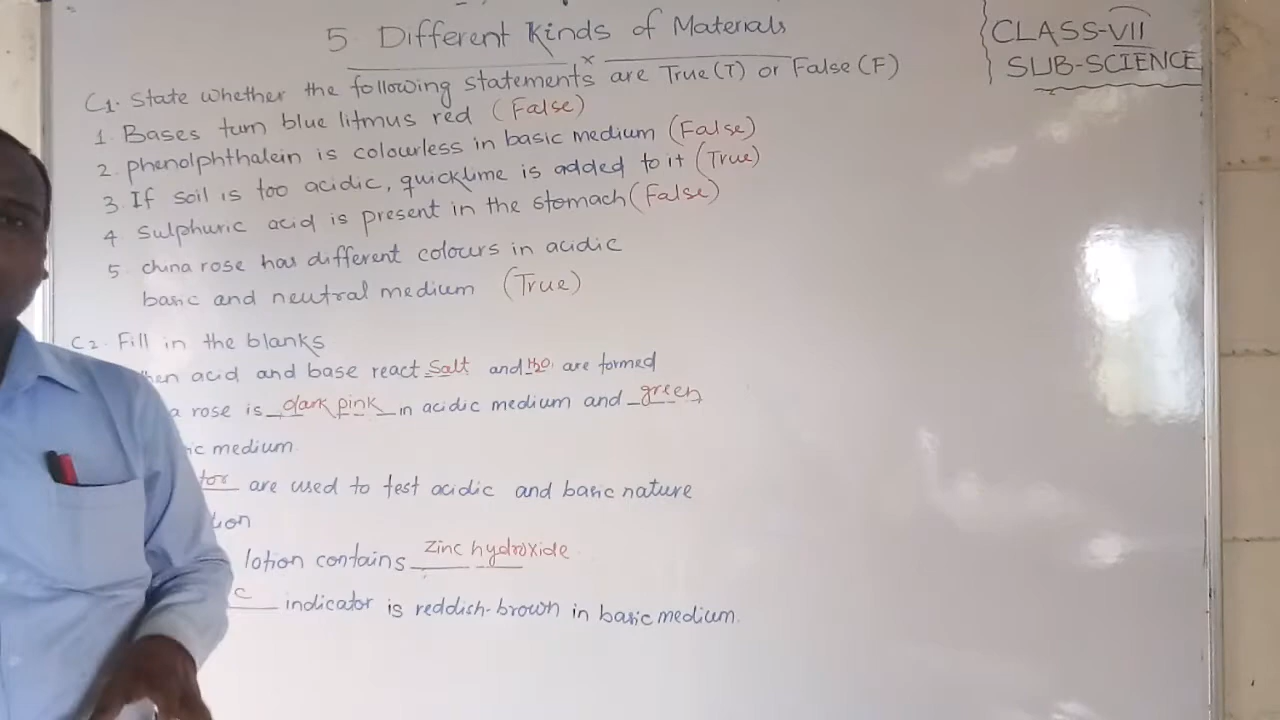 5 Different Kinds of Materials
CLASS-VII
SUB-SCIENCE
C1. State whether the following statements are True(T) or False(F)
1. Bases turn blue litmus red (False)
2. phenolphthalein is colourless in basic medium (False)
3. If soil is too acidic, quicklime is added to it (True)
4 Sulphuric acid is present in the stomach (False)
5. china rose has different colours in acidic
basic and neutral medium (True)
C2. Fill in the blanks
acid and base react Salt and H2O are formed
rose is dark pink in acidic medium and green
medium
are used to test acidic and basic nature
lotion contains zinc hydroxide
indicator is reddish-brown in basic medium.